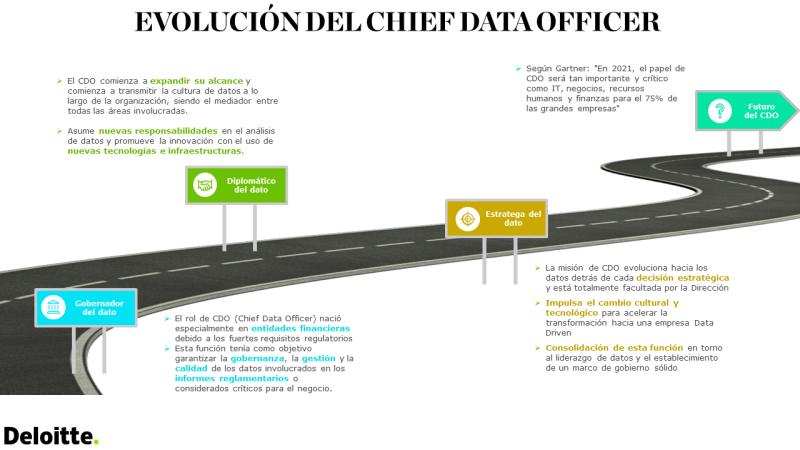 EVOLUCIÓN DEL CHIEF DATA OFFICER
El CDO comienza a expandir su alcance y
comienza a transmitir la cultura de datos a lo
largo de la organización, siendo el mediador entre
todas las áreas involucradas.
Asume nuevas responsabilidades en el análisis
de datos y promueve la innovación con el uso de
nuevas tecnologías e infraestructuras.
Según Gartner: "En 2021, el papel de
CDO será tan importante y crítico
como IT, negocios, recursos
humanos y finanzas para el 75% de
las grandes empresas"
Futuro
del CDO
Diplomático
del dato
Estratega del
dato
Gobernador
del dato
El rol de CDO (Chief Data Officer) nació
especialmente en entidades financieras
debido a los fuertes requisitos regulatorios
Esta función tenía como objetivo
garantizar la gobernanza, la gestión y la
calidad de los datos involucrados en los
informes reglamentarios o
considerados críticos para el negocio.
La misión de CDO evoluciona hacia los
datos detrás de cada decisión estratégica
y está totalmente facultada por la Dirección
Impulsa el cambio cultural y
tecnológico para acelerar la
transformación hacia una empresa Data
Driven
Consolidación de esta función en torno
al liderazgo de datos y el establecimiento
de un marco de gobierno sólido
Deloitte.